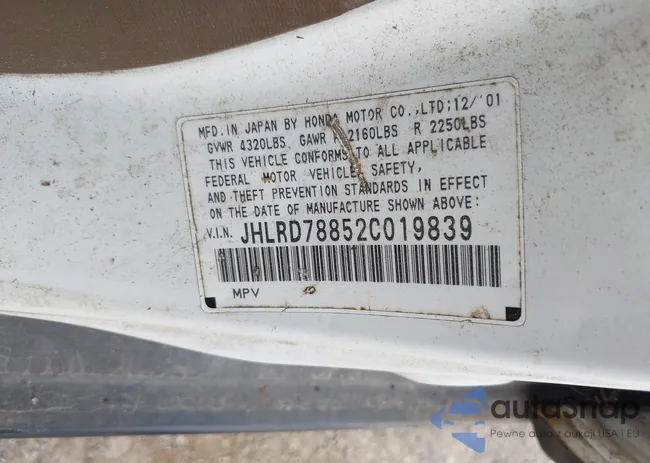 MFD. IN JAPAN BY HONDA MOTOR CO.,LTD;12/'01
GVWR 4320LBS GAWR F 2160LBS R 2250LBS
THIS VEHICLE CONFORMS TO ALL APPLICABLE
FEDERAL MOTOR VEHICLE SAFETY,
AND THEFT PREVENTION STANDARDS IN EFFECT
ON THE DATE OF MANUFACTURE SHOWN ABOVE:
V.I.N. JHLRD78852C019839
MPV
autoSnap
Pewne auta z aukcji USA i EU